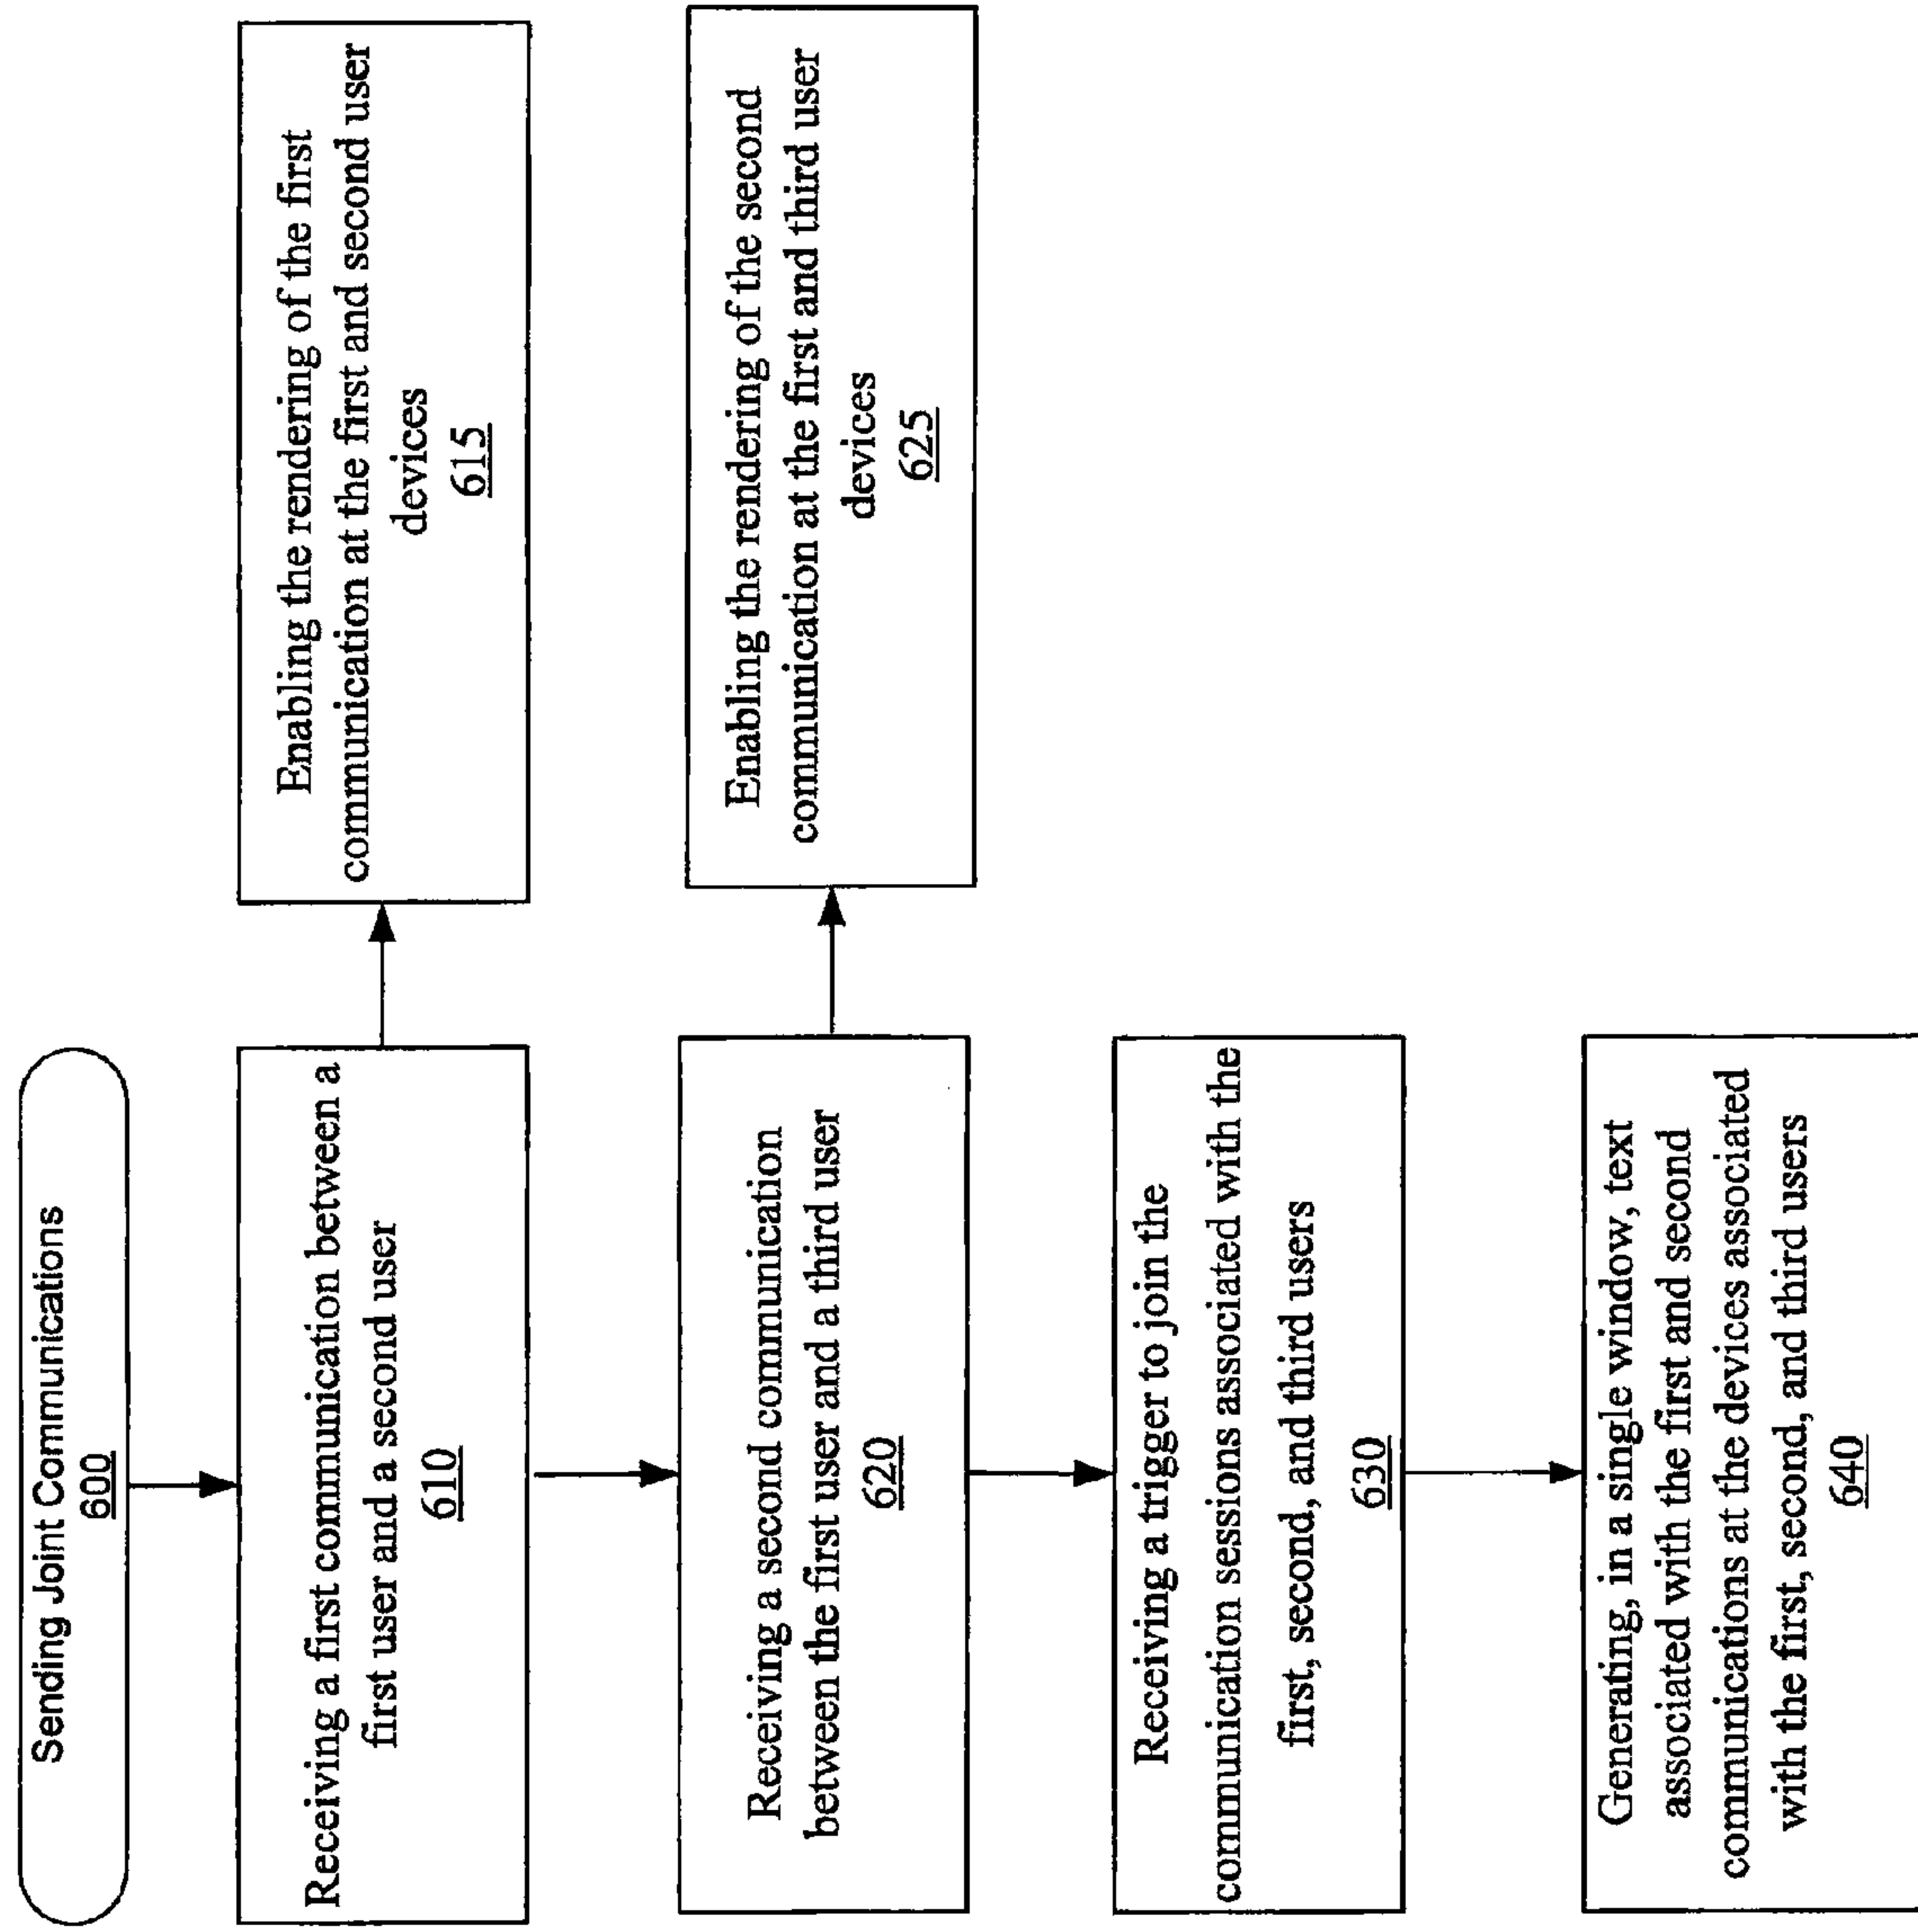 Sending Joint Communications
600
Receiving a first communication between a
first user and a second user
610
Enabling the rendering of the first
communication at the first and second user
devices
615
Receiving a second communication
between the first user and a third user
620
Enabling the rendering of the second
communication at the first and third user
devices
625
Receiving a trigger to join the
communication sessions associated with the
first, second, and third users
630
Generating, in a single window, text
associated with the first and second
communications at the devices associated
with the first, second, and third users
640